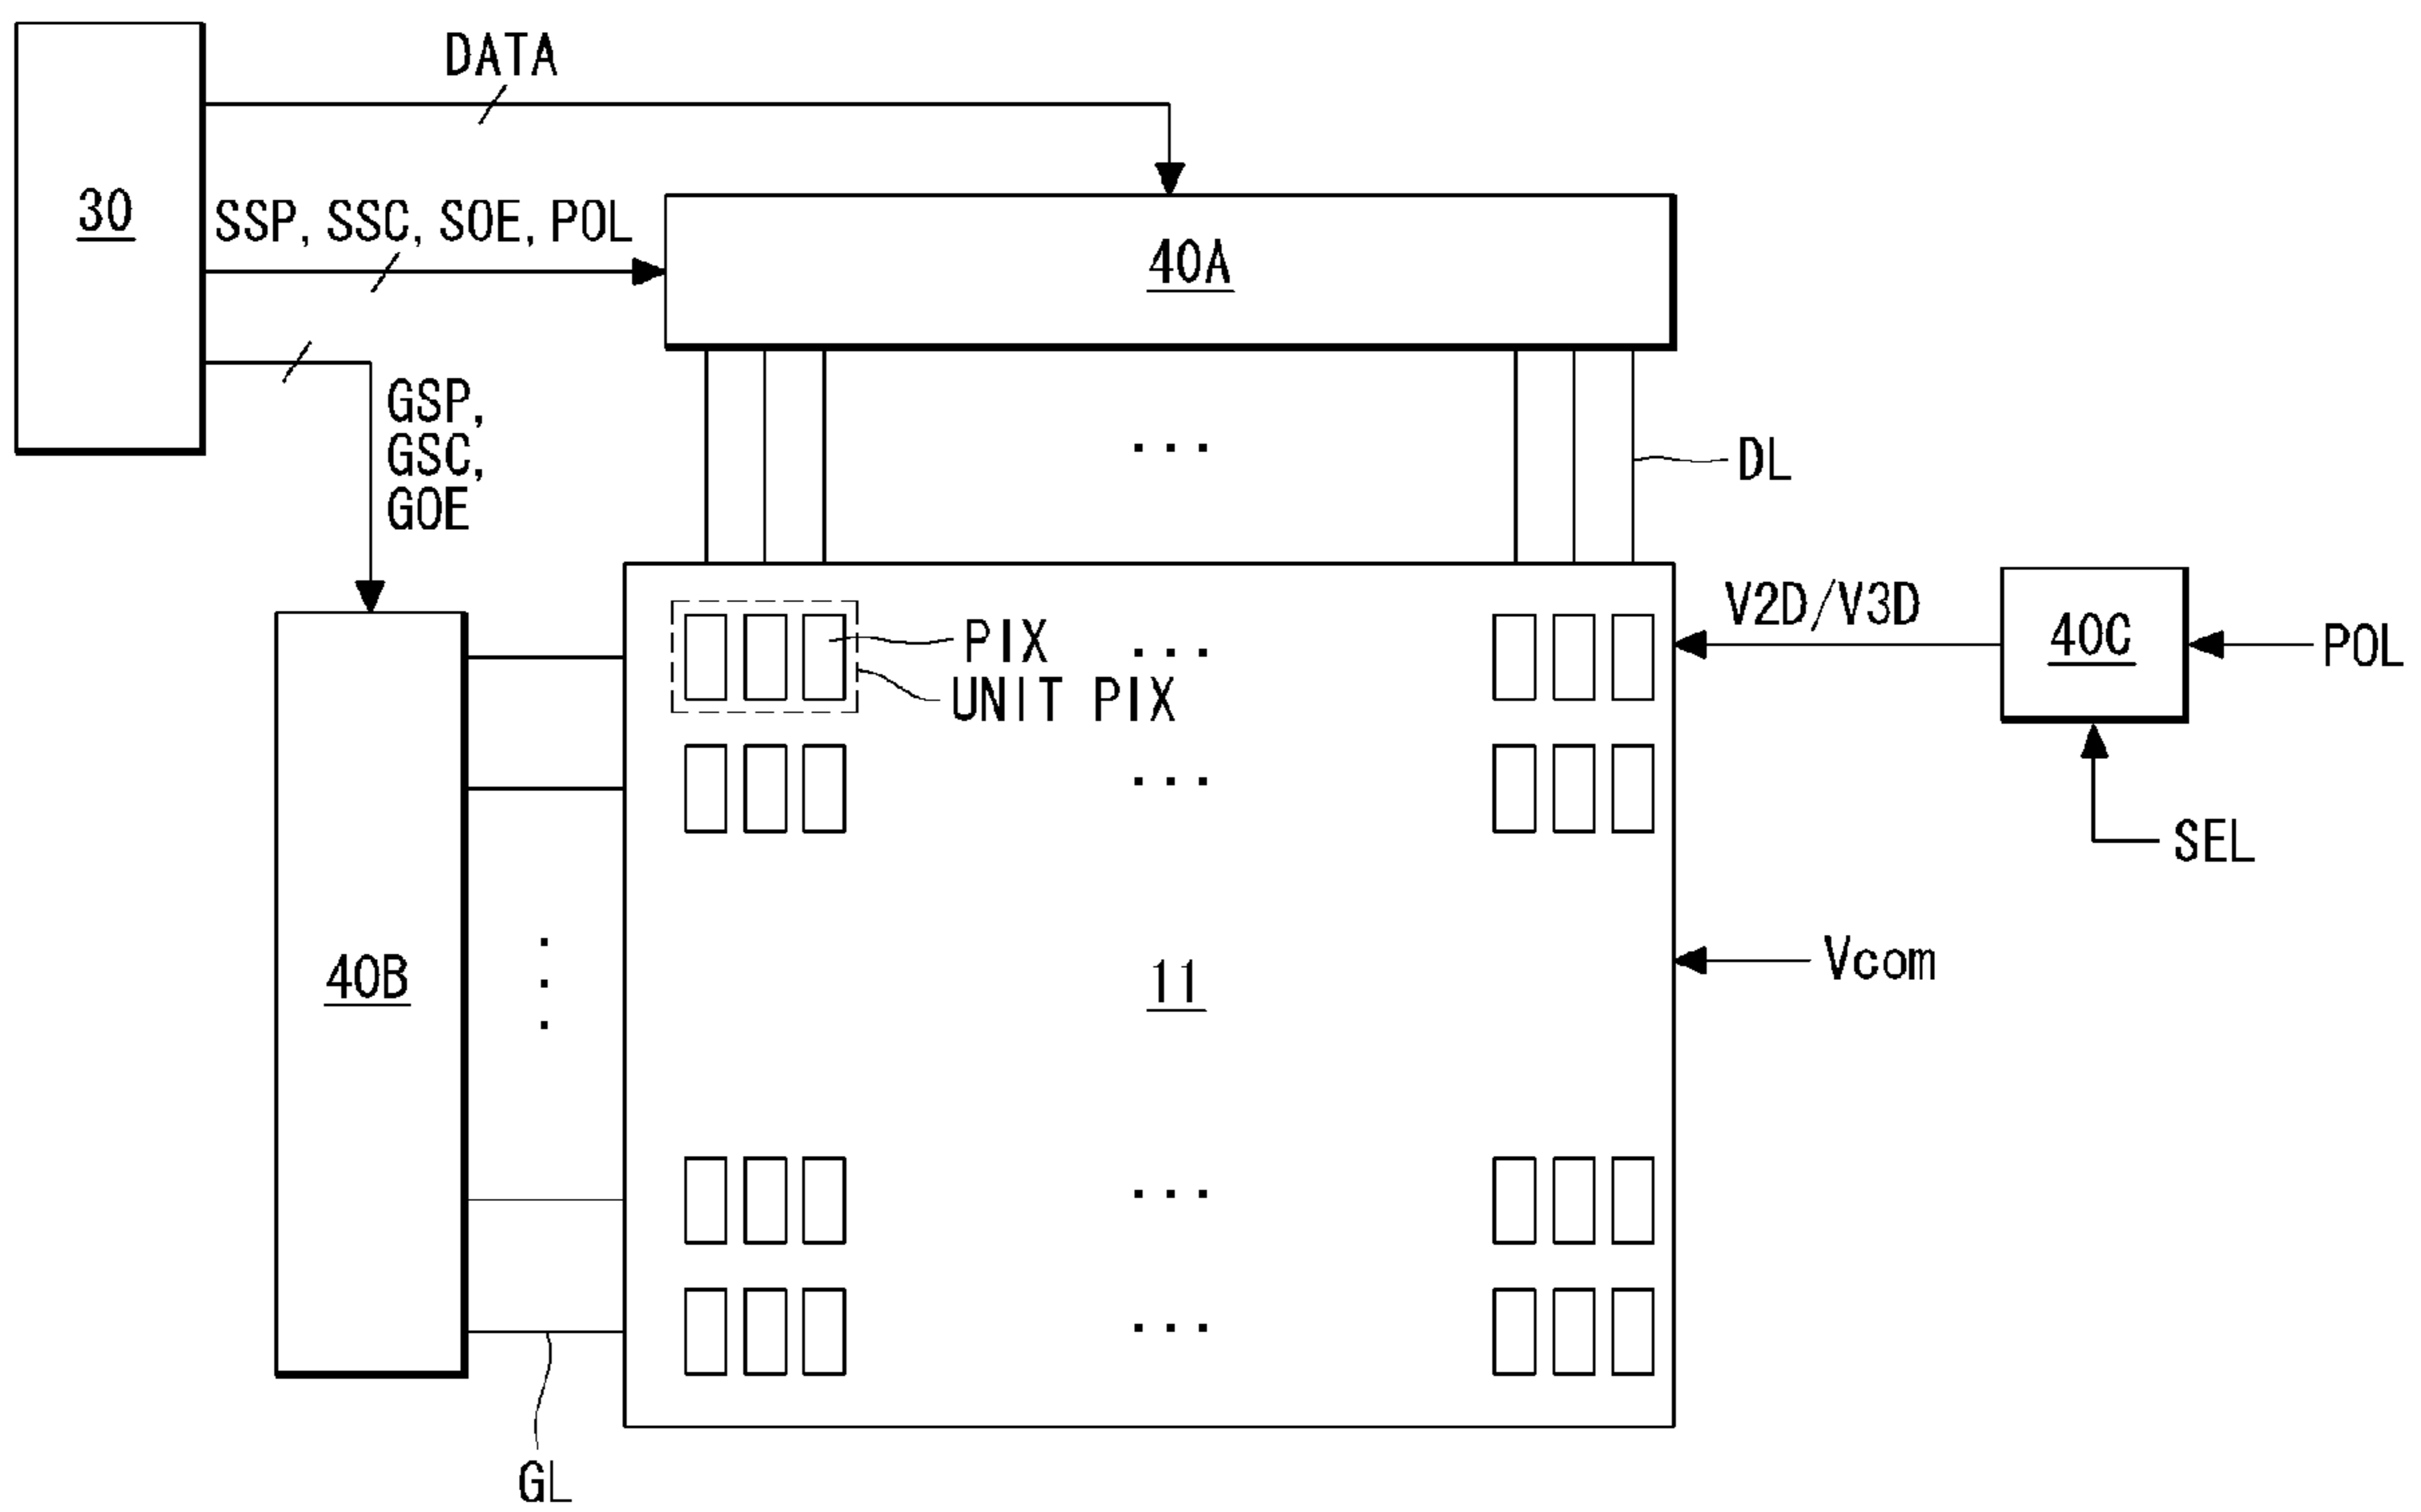 DATA
30
SSP, SSC, SOE, POL
40A
GSP,
GSC,
GOE
... 
DL
V2D/V3D
40C
POL
PIX
...
UNIT PIX
...
SEL
40B
11
Vcom
...
...
GL